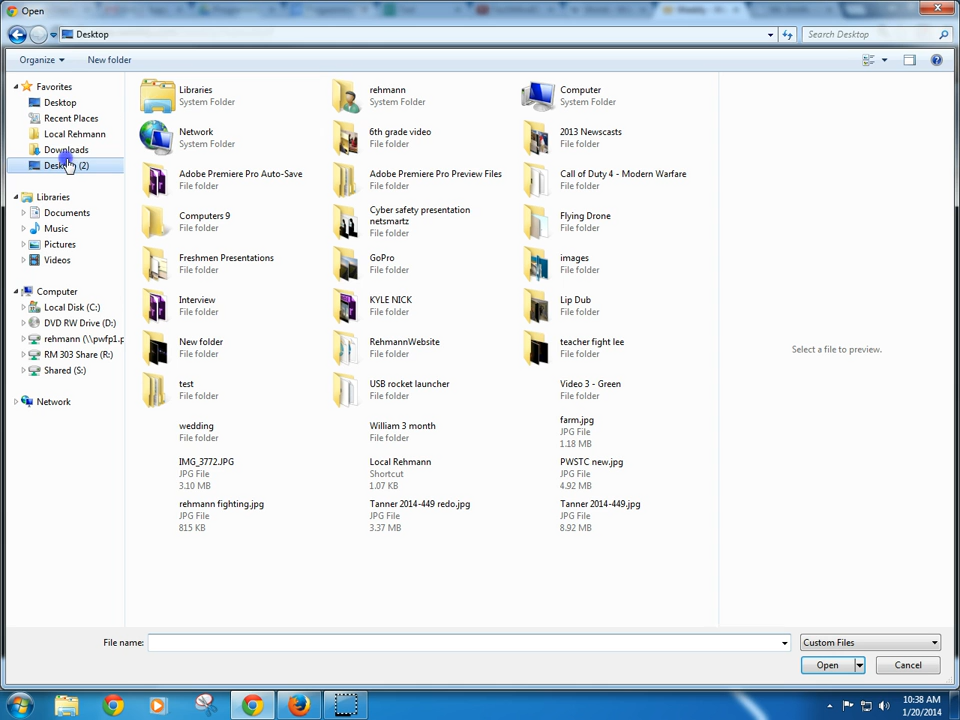 Open
Desktop
Search Desktop
Organize
New folder
Favorites
Desktop
Recent Places
Local Rehmann
Downloads
Desktop (2)
Libraries
Documents
Music
Pictures
Videos
Computer
Local Disk (C:)
DVD RW Drive (D:)
rehmann (\\pwfp1.p
RM 303 Share (R:)
Shared (S:)
Network
Libraries
System Folder
rehmann
System Folder
Computer
System Folder
Network
System Folder
6th grade video
File folder
2013 Newscasts
File folder
Adobe Premiere Pro Auto-Save
File folder
Adobe Premiere Pro Preview Files
File folder
Call of Duty 4 - Modern Warfare
File folder
Computers 9
File folder
Cyber safety presentation
netsmartz
File folder
Flying Drone
File folder
Freshmen Presentations
File folder
GoPro
File folder
images
File folder
Interview
File folder
KYLE NICK
File folder
Lip Dub
File folder
New folder
File folder
RehmannWebsite
File folder
teacher fight lee
File folder
test
File folder
USB rocket launcher
File folder
Video 3 - Green
File folder
wedding
File folder
William 3 month
File folder
farm.jpg
JPG File
1.18 MB
IMG_3772.JPG
JPG File
3.10 MB
Local Rehmann
Shortcut
1.07 KB
PWSTC new.jpg
JPG File
4.92 MB
rehmann fighting.jpg
JPG File
815 KB
Tanner 2014-449 redo.jpg
JPG File
3.37 MB
Tanner 2014-449.jpg
JPG File
8.92 MB
Select a file to preview.
File name:
Custom Files
Open
Cancel
10:38 AM
1/20/2014